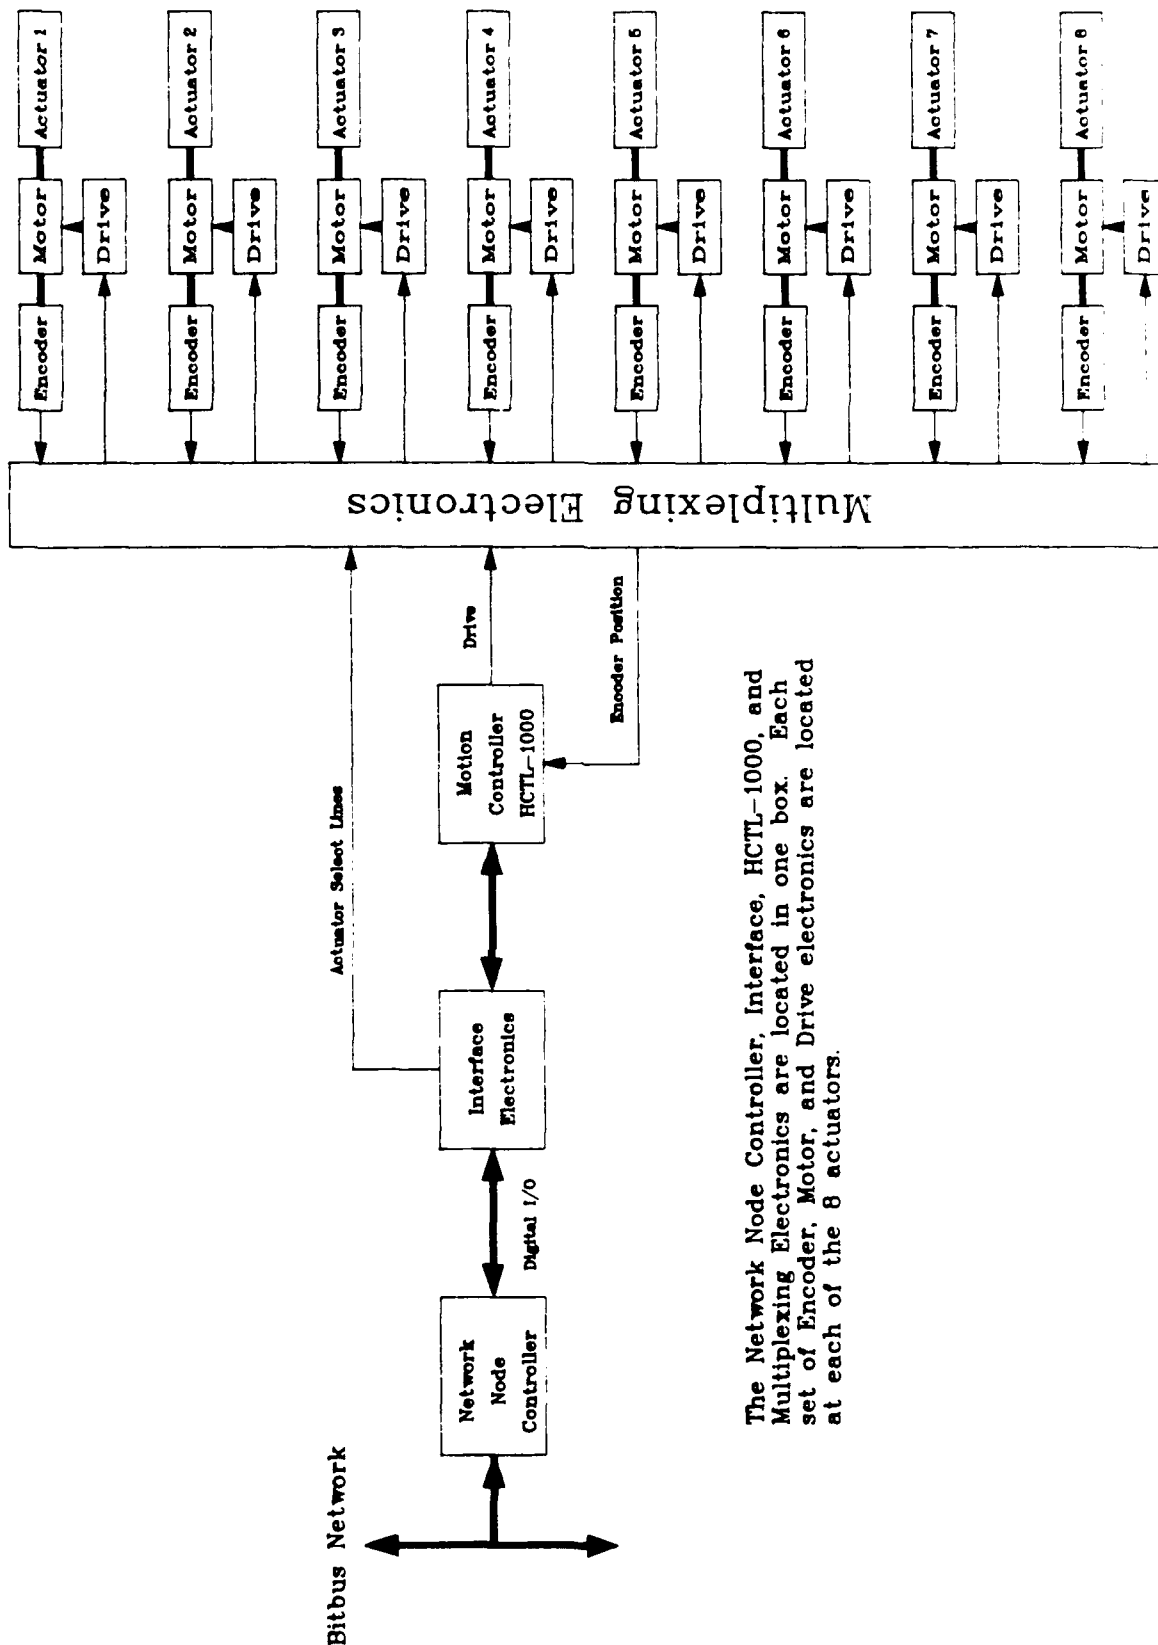 Bitbus Network
Network
Node
Controller
Digital I/O
Interface
Electronics
Actuator Select Lines
Motion
Controller
HCTL-1000
Drive
Encoder Position
Multiplexing Electronics
Encoder
Motor
Actuator 1
Drive
Encoder
Motor
Actuator 2
Drive
Encoder
Motor
Actuator 3
Drive
Encoder
Motor
Actuator 4
Drive
Encoder
Motor
Actuator 5
Drive
Encoder
Motor
Actuator 6
Drive
Encoder
Motor
Actuator 7
Drive
Encoder
Motor
Actuator 8
Drive
The Network Node Controller, Interface, HCTL-1000, and
Multiplexing Electronics are located in one box. Each
set of Encoder, Motor, and Drive electronics are located
at each of the 8 actuators.